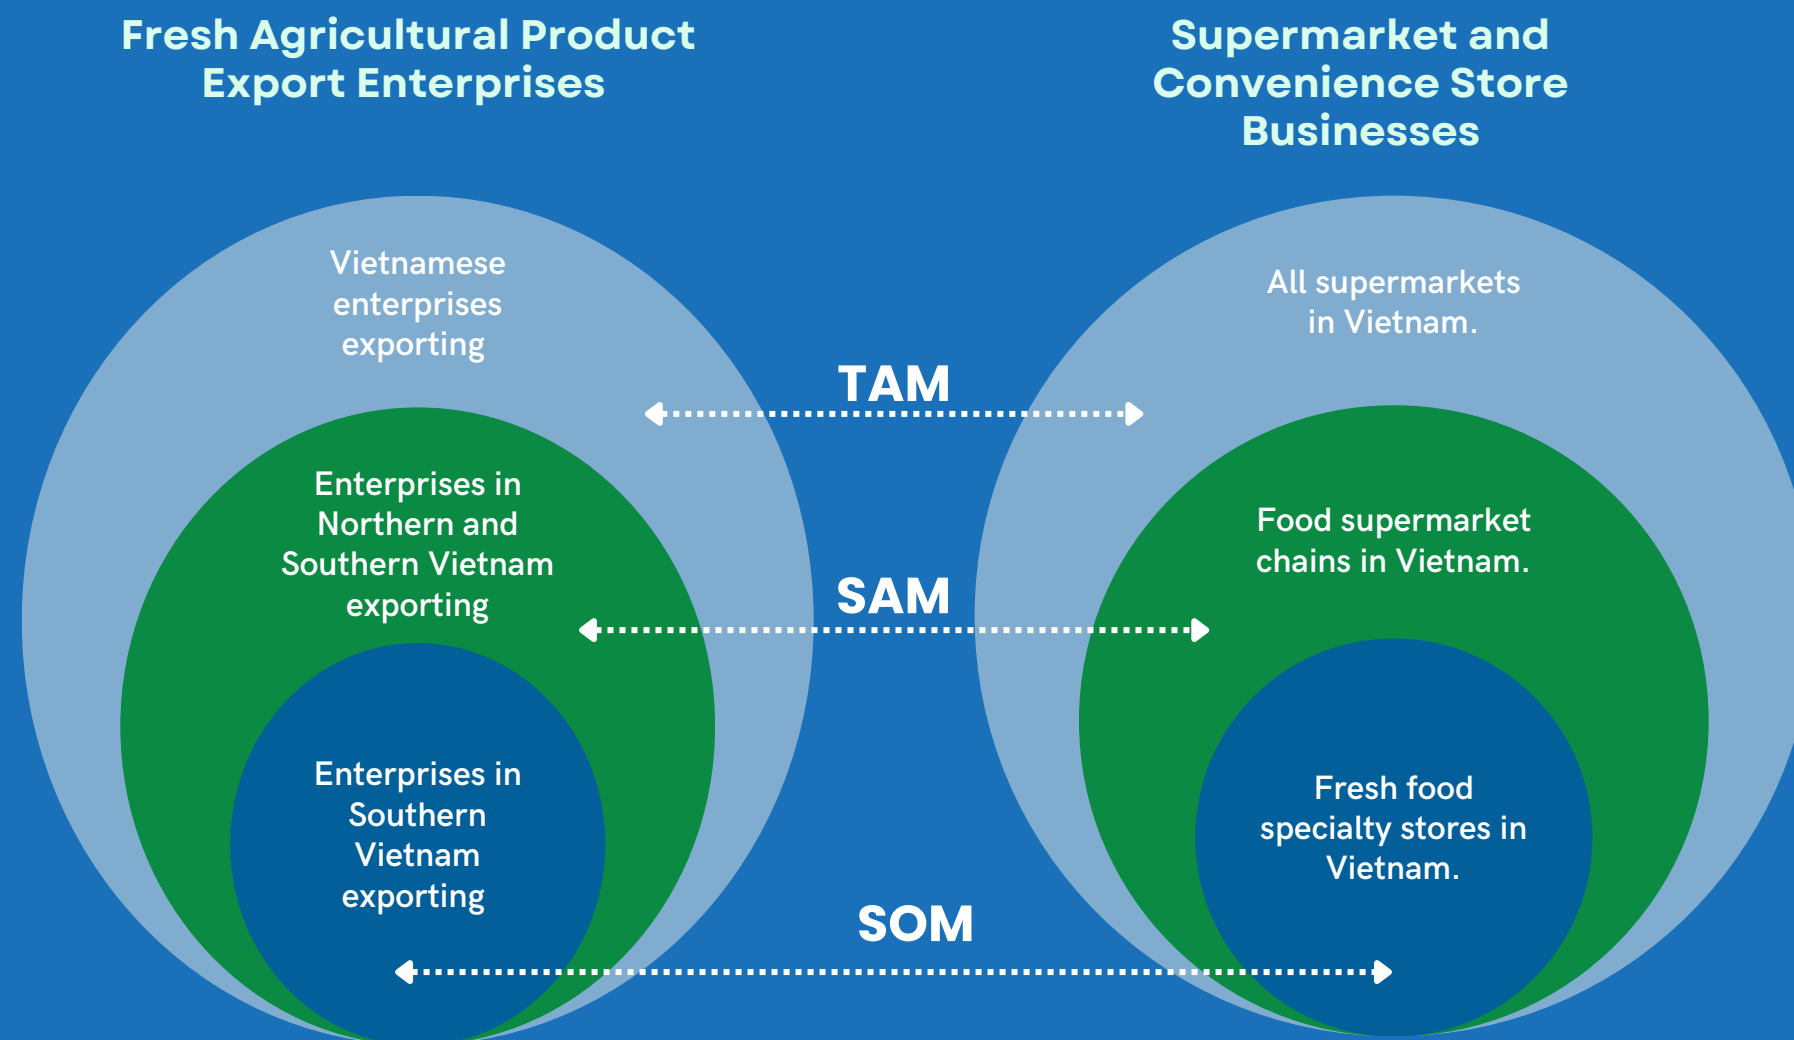 Fresh Agricultural Product
Export Enterprises
Supermarket and
Convenience Store
Businesses
Vietnamese
enterprises
exporting
Enterprises in
Northern and
Southern Vietnam
exporting
Enterprises in
Southern
Vietnam
exporting
TAM
SAM
SOM
All supermarkets
in Vietnam.
Food supermarket
chains in Vietnam.
Fresh food
specialty stores in
Vietnam.